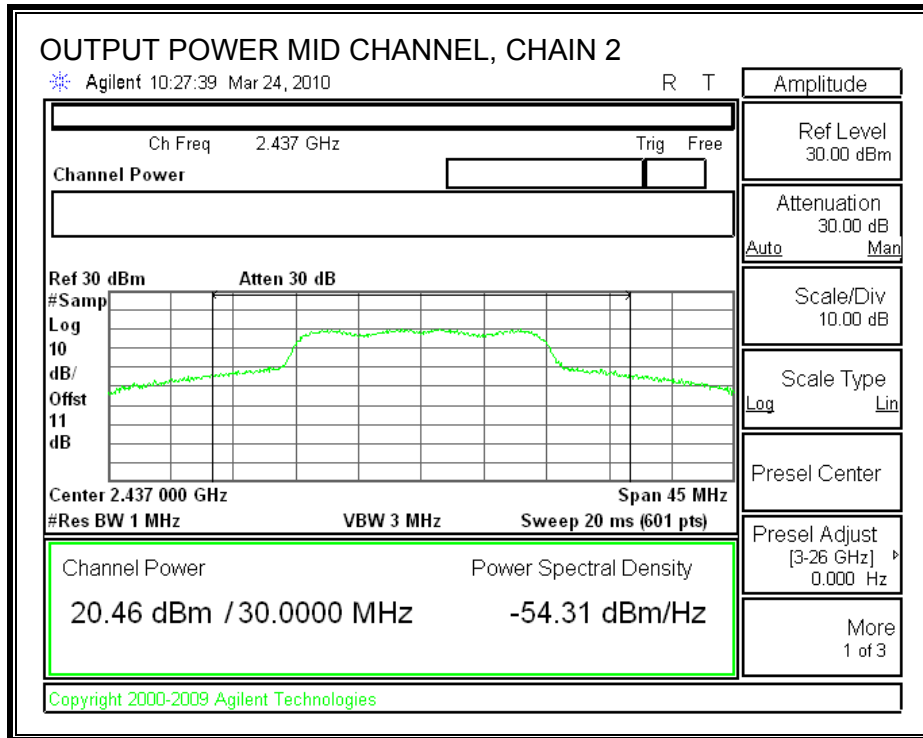 OUTPUT POWER MID CHANNEL, CHAIN 2
Agilent 10:27:39 Mar 24, 2010 R T
Ch Freq 2.437 GHz Trig Free
Channel Power
Ref 30 dBm Atten 30 dB
#Samp
Log
10
dB/
Offst
11
dB
Center 2.437 000 GHz Span 45 MHz
#Res BW 1 MHz VBW 3 MHz Sweep 20 ms (601 pts)
Channel Power Power Spectral Density
20.46 dBm / 30.0000 MHz -54.31 dBm/Hz
Copyright 2000-2009 Agilent Technologies
Amplitude
Ref Level
30.00 dBm
Attenuation
30.00 dB
Auto Man
Scale/Div
10.00 dB
Scale Type
Log Lin
Presel Center
Presel Adjust
[3-26 GHz]
0.000 Hz
More
1 of 3